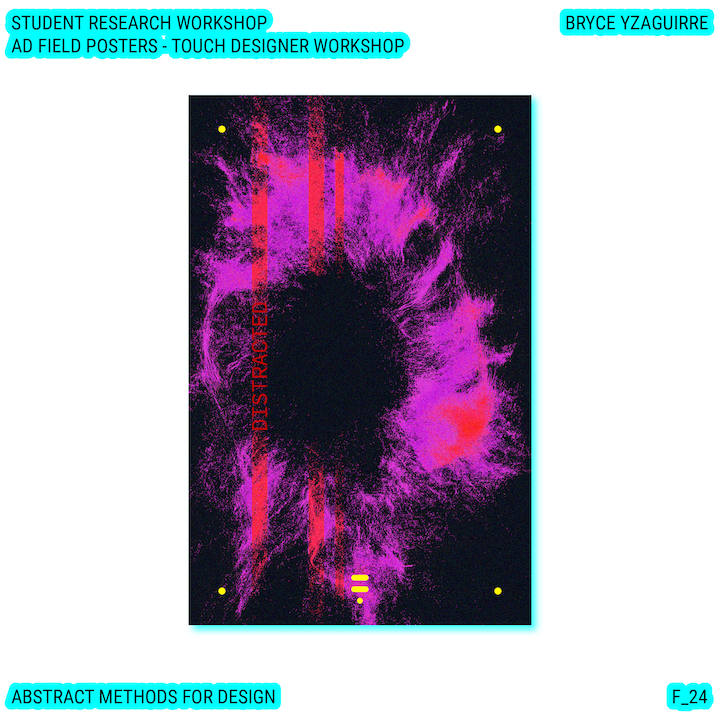 STUDENT RESEARCH WORKSHOP
AD FIELD POSTERS - TOUCH DESIGNER WORKSHOP
BRYCE YZAGUIRRE
DISTRACTED
ABSTRACT METHODS FOR DESIGN
F_24